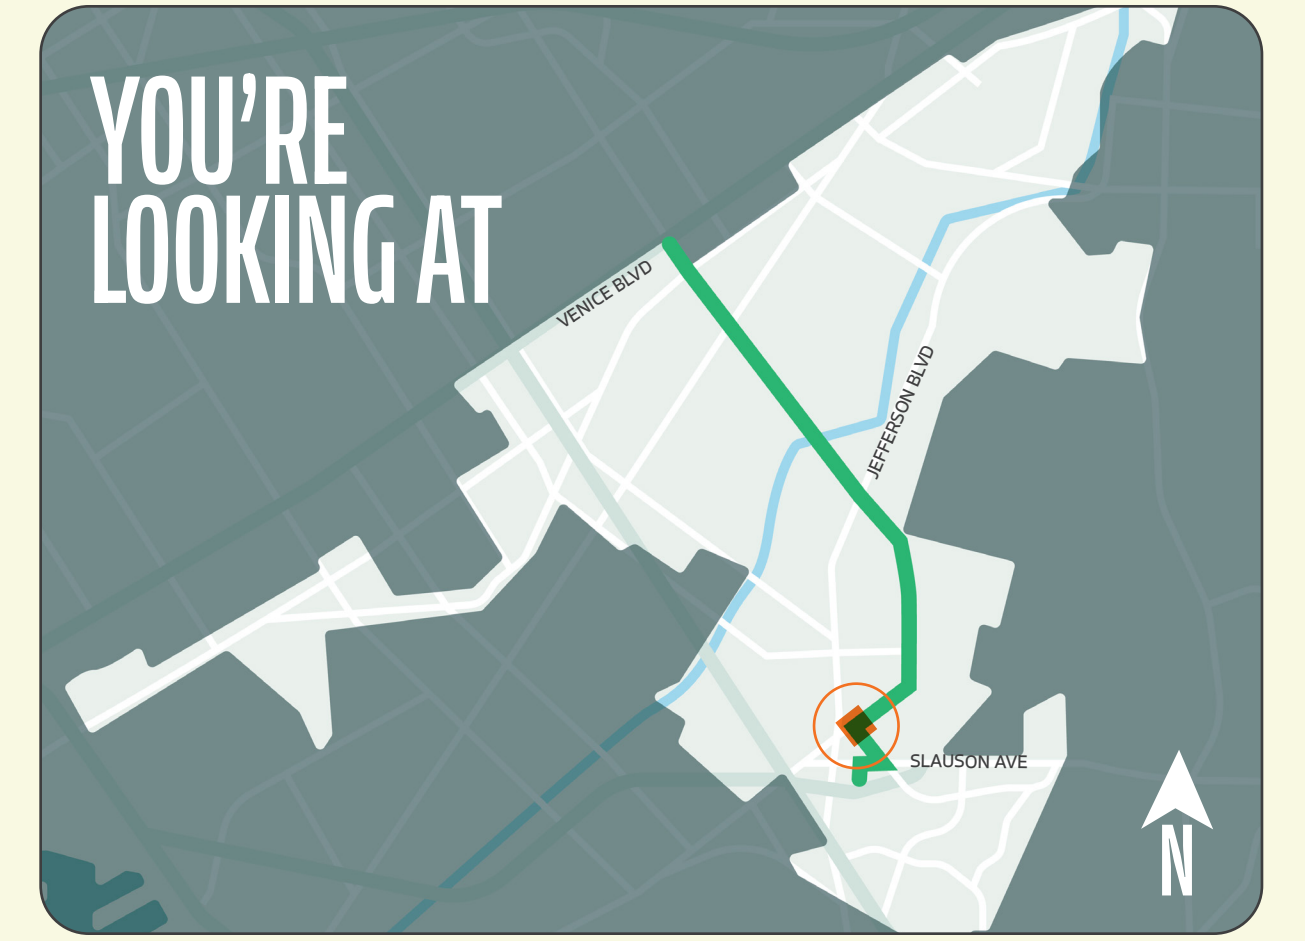 YOU'RE
LOOKING AT
VENICE BLVD
JEFFERSON BLVD
SLAUSON AVE
N